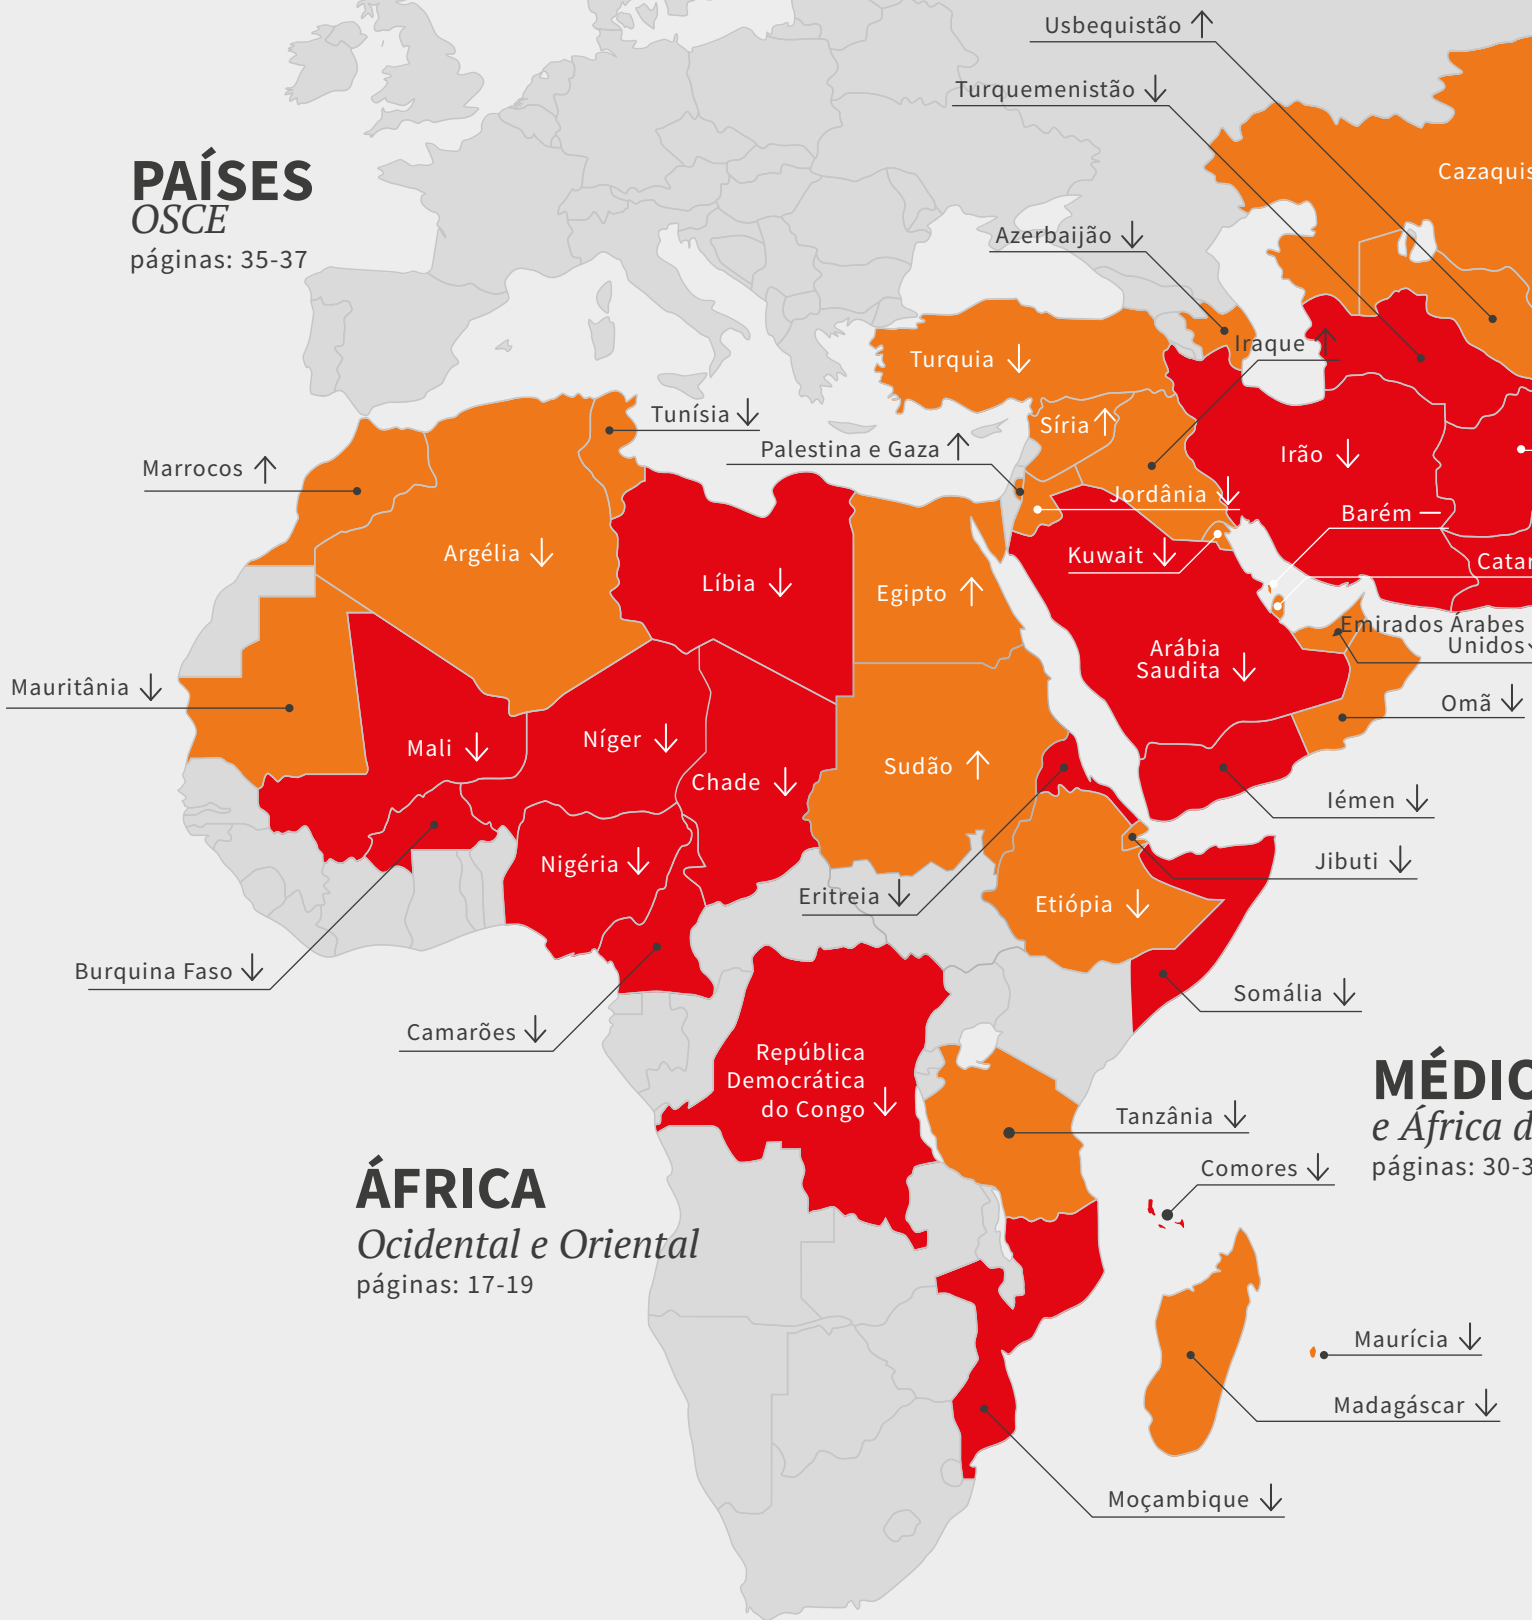 Usbequistão ↑
Turquemenistão ↓
Cazaquis
PAÍSES
OSCE
páginas: 35-37
Azerbaijão ↓
Iraque ↑
Turquia ↓
Tunísia ↓
Síria ↑
Palestina e Gaza ↑
Irão ↓
Marrocos ↑
Jordânia ↓
Barém —
Argélia ↓
Kuwait ↓
Catar
Líbia ↓
Egipto ↑
Emirados Árabes
Unidos
Arábia
Saudita ↓
Mauritânia ↓
Omã ↓
Mali ↓
Níger ↓
Sudão ↑
Chade ↓
Iémen ↓
Nigéria ↓
Jibuti ↓
Eritreia ↓
Etiópia ↓
Burquina Faso ↓
Somália ↓
Camarões ↓
República
Democrática
do Congo ↓
MÉDIO
e África d
páginas: 30-3
Tanzânia ↓
Comores ↓
ÁFRICA
Ocidental e Oriental
páginas: 17-19
Maurícia ↓
Madagáscar ↓
Moçambique ↓